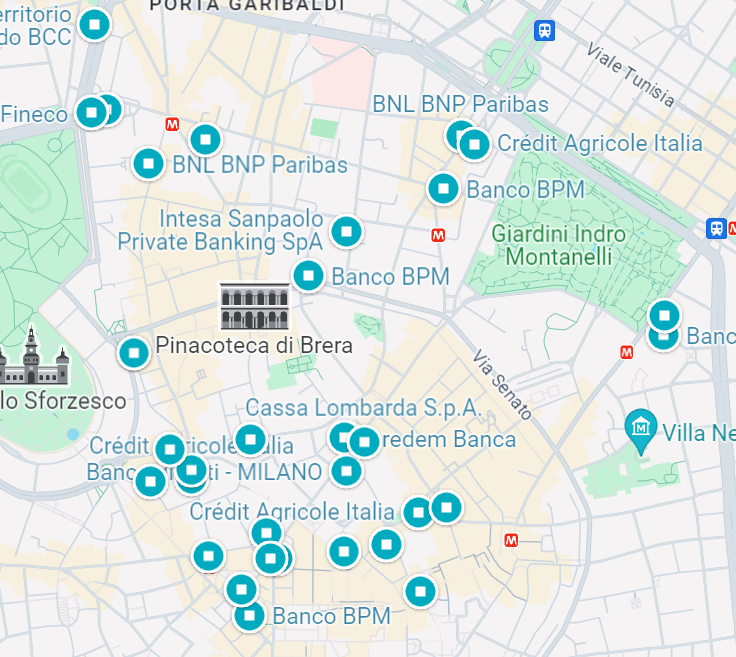 PORTA GARIBALDI
erritorio
do BCC
Viale Tunisia
Fineco
M
BNL BNP Paribas
Crédit Agricole Italia
BNL BNP Paribas
Banco BPM
Intesa Sanpaolo
Private Banking SpA
M
Giardini Indro
Montanelli
M
Banco BPM
Pinacoteca di Brera
Banc
M
Via Senato
lo Sforzesco
Cassa Lombarda S.p.A.
Villa Ne
M
Crédit Agricole Italia
redem Banca
Banc ti - MILANO
Crédit Agricole Italia
M
Banco BPM